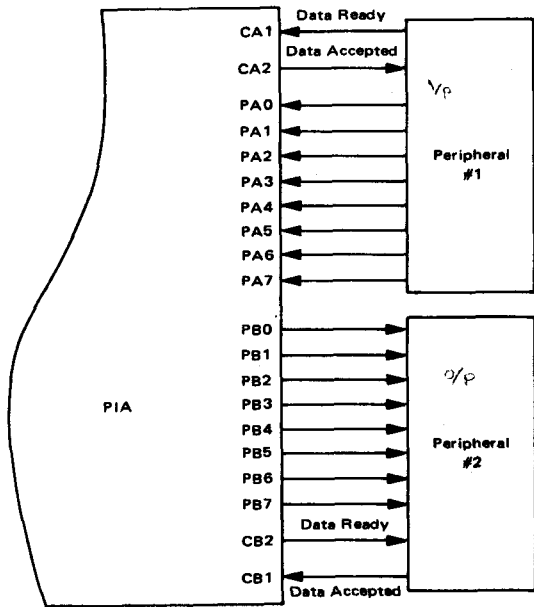 Data Ready
CA1
Data Accepted
CA2
PA0
I/P
PA1
PA2
Peripheral
#1
PA3
PA4
PA5
PA6
PA7
PB0
PB1
PB2
O/P
PIA
PB3
PB4
Peripheral
#2
PB5
PB6
PB7
Data Ready
CB2
CB1
Data Accepted